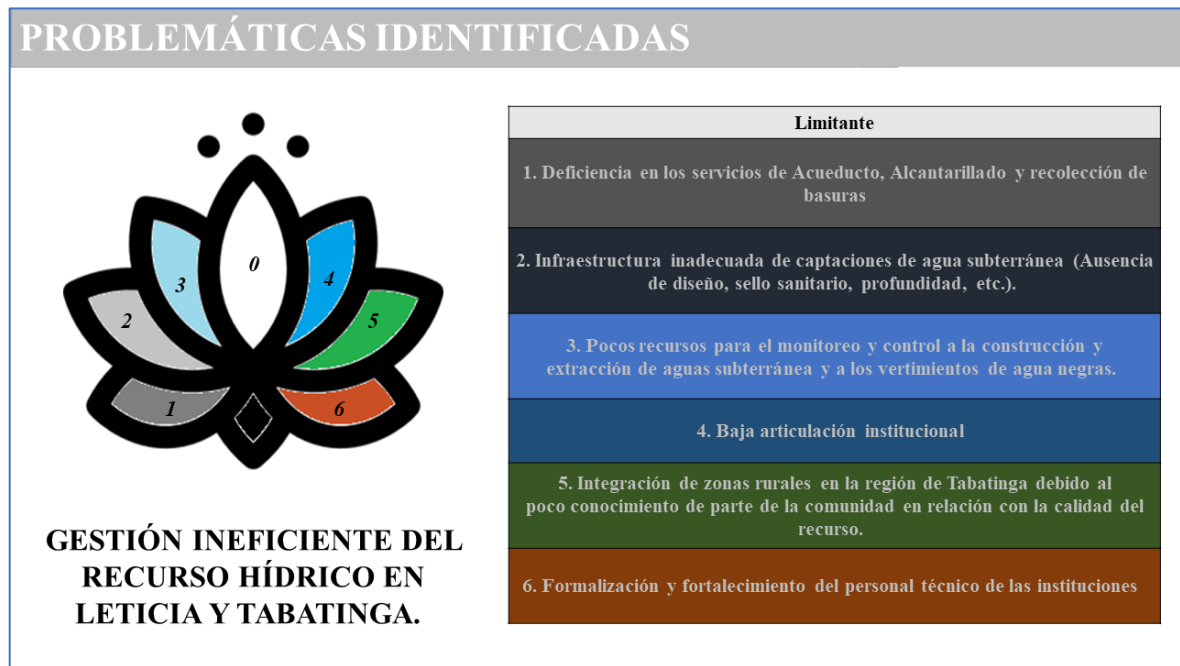 PROBLEMÁTICAS IDENTIFICADAS
0
3
4
2
5
1
6
GESTIÓN INEFICIENTE DEL
RECURSO HÍDRICO EN
LETICIA Y TABATINGA.
Limitante
1. Deficiencia en los servicios de Acueducto, Alcantarillado y recolección de
basuras
2. Infraestructura inadecuada de captaciones de agua subterránea (Ausencia
de diseño, sello sanitario, profundidad, etc.).
3. Pocos recursos para el monitoreo y control a la construcción y
extracción de aguas subterránea y a los vertimientos de agua negras.
4. Baja articulación institucional
5. Integración de zonas rurales en la región de Tabatinga debido al
poco conocimiento de parte de la comunidad en relación con la calidad del
recurso.
6. Formalización y fortalecimiento del personal técnico de las instituciones